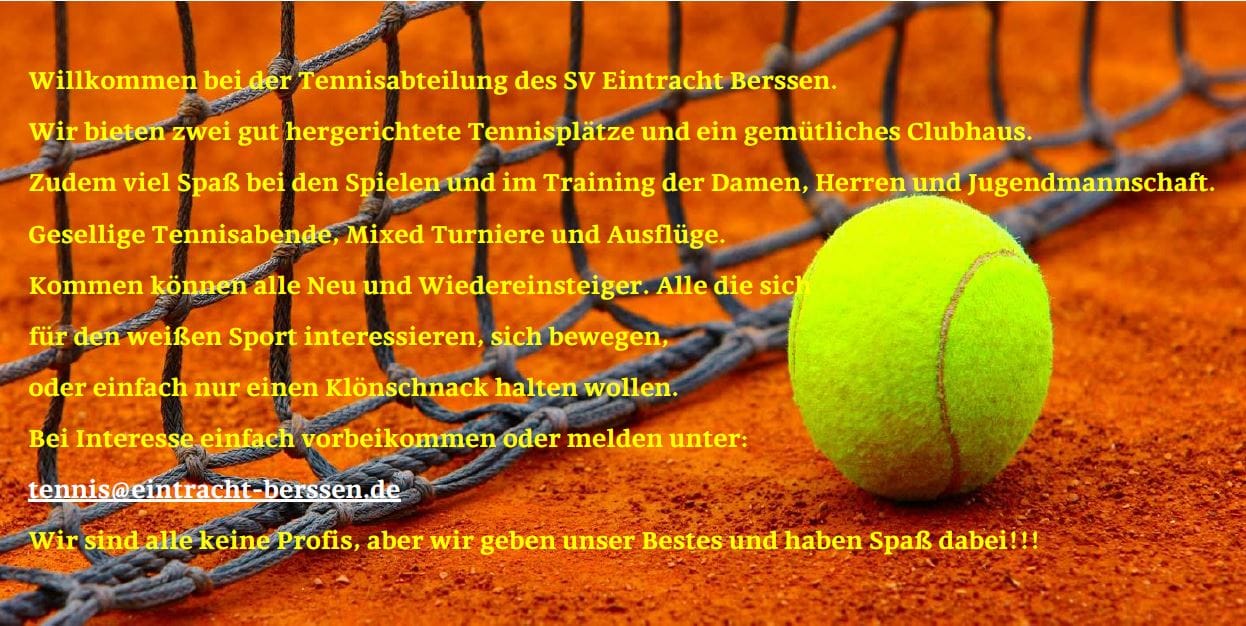 Willkommen bei der Tennisabteilung des SV Eintracht Berssen.
Wir bieten zwei gut hergerichtete Tennisplätze und ein gemütliches Clubhaus.
Zudem viel Spaß bei den Spielen und im Training der Damen, Herren und Jugendmannschaft.
Gesellige Tennisabende, Mixed Turniere und Ausflüge.
Kommen können alle Neu und Wiedereinsteiger. Alle die sich
für den weißen Sport interessieren, sich bewegen,
oder einfach nur einen Klönschnack halten wollen.
Bei Interesse einfach vorbeikommen oder melden unter:
tennis@eintracht-berssen.de
Wir sind alle keine Profis, aber wir geben unser Bestes und haben Spaß dabei!!!